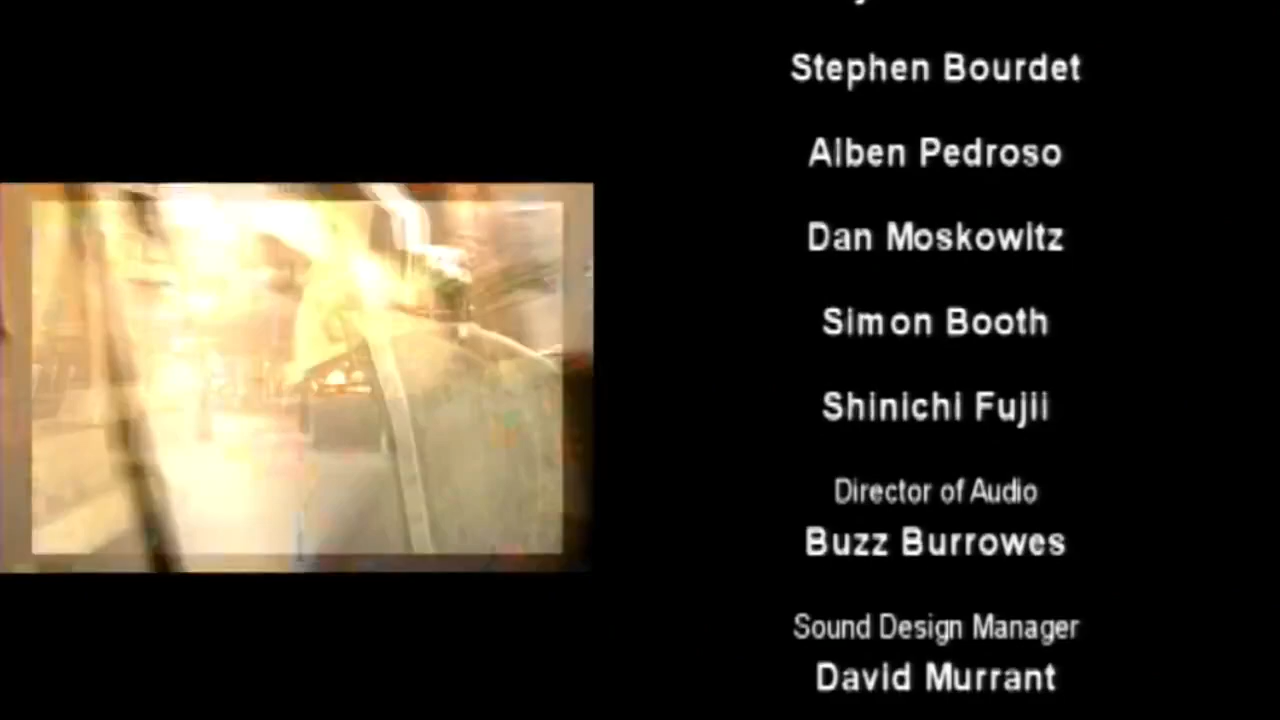 Stephen Bourdet
Alben Pedroso
Dan Moskowitz
Simon Booth
Shinichi Fujii
Director of Audio
Buzz Burrowes
Sound Design Manager
David Murrant